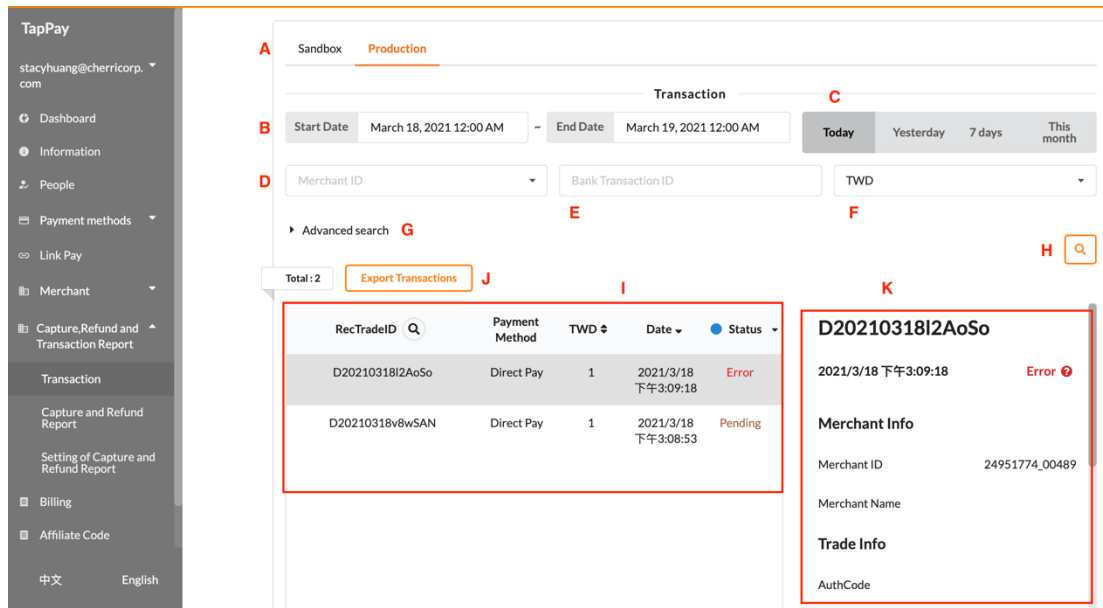 TapPay
stacyhuang@cherricorp.
com
Dashboard
Information
People
Payment methods
Link Pay
Merchant
Capture,Refund and
Transaction Report
Transaction
Capture and Refund
Report
Setting of Capture and
Refund Report
Billing
Affiliate Code
中文 English
A Sandbox Production
Transaction
C
B Start Date March 18, 2021 12:00 AM ~ End Date March 19, 2021 12:00 AM Today Yesterday 7 days This
month
D Merchant ID Bank Transaction ID TWD
E F
Advanced search G
H
Total : 2 Export Transactions J
I K
RecTradeID Payment
Method TWD Date Status
D20210318l2AoSo Direct Pay 1 2021/3/18
下午3:09:18 Error
D20210318v8wSAN Direct Pay 1 2021/3/18
下午3:08:53 Pending
D20210318l2AoSo
2021/3/18 下午3:09:18 Error
Merchant Info
Merchant ID 24951774_00489
Merchant Name
Trade Info
AuthCode